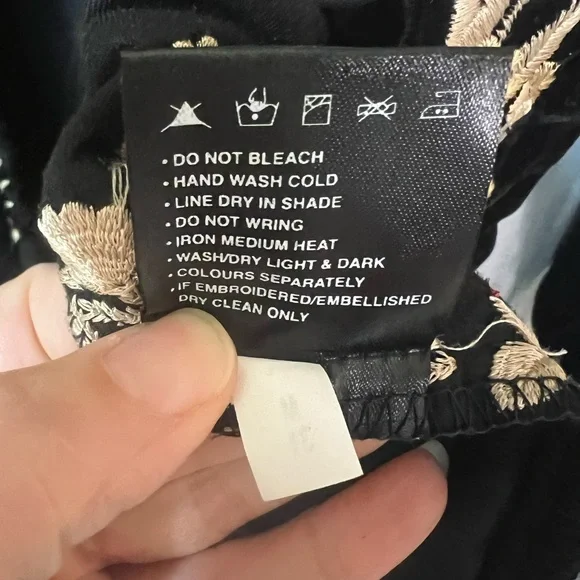 • DO NOT BLEACH
• HAND WASH COLD
• LINE DRY IN SHADE
• DO NOT WRING
• IRON MEDIUM HEAT
• WASH/DRY LIGHT & DARK
• COLOURS SEPARATELY
• IF EMBROIDERED/EMBELLISHED
DRY CLEAN ONLY